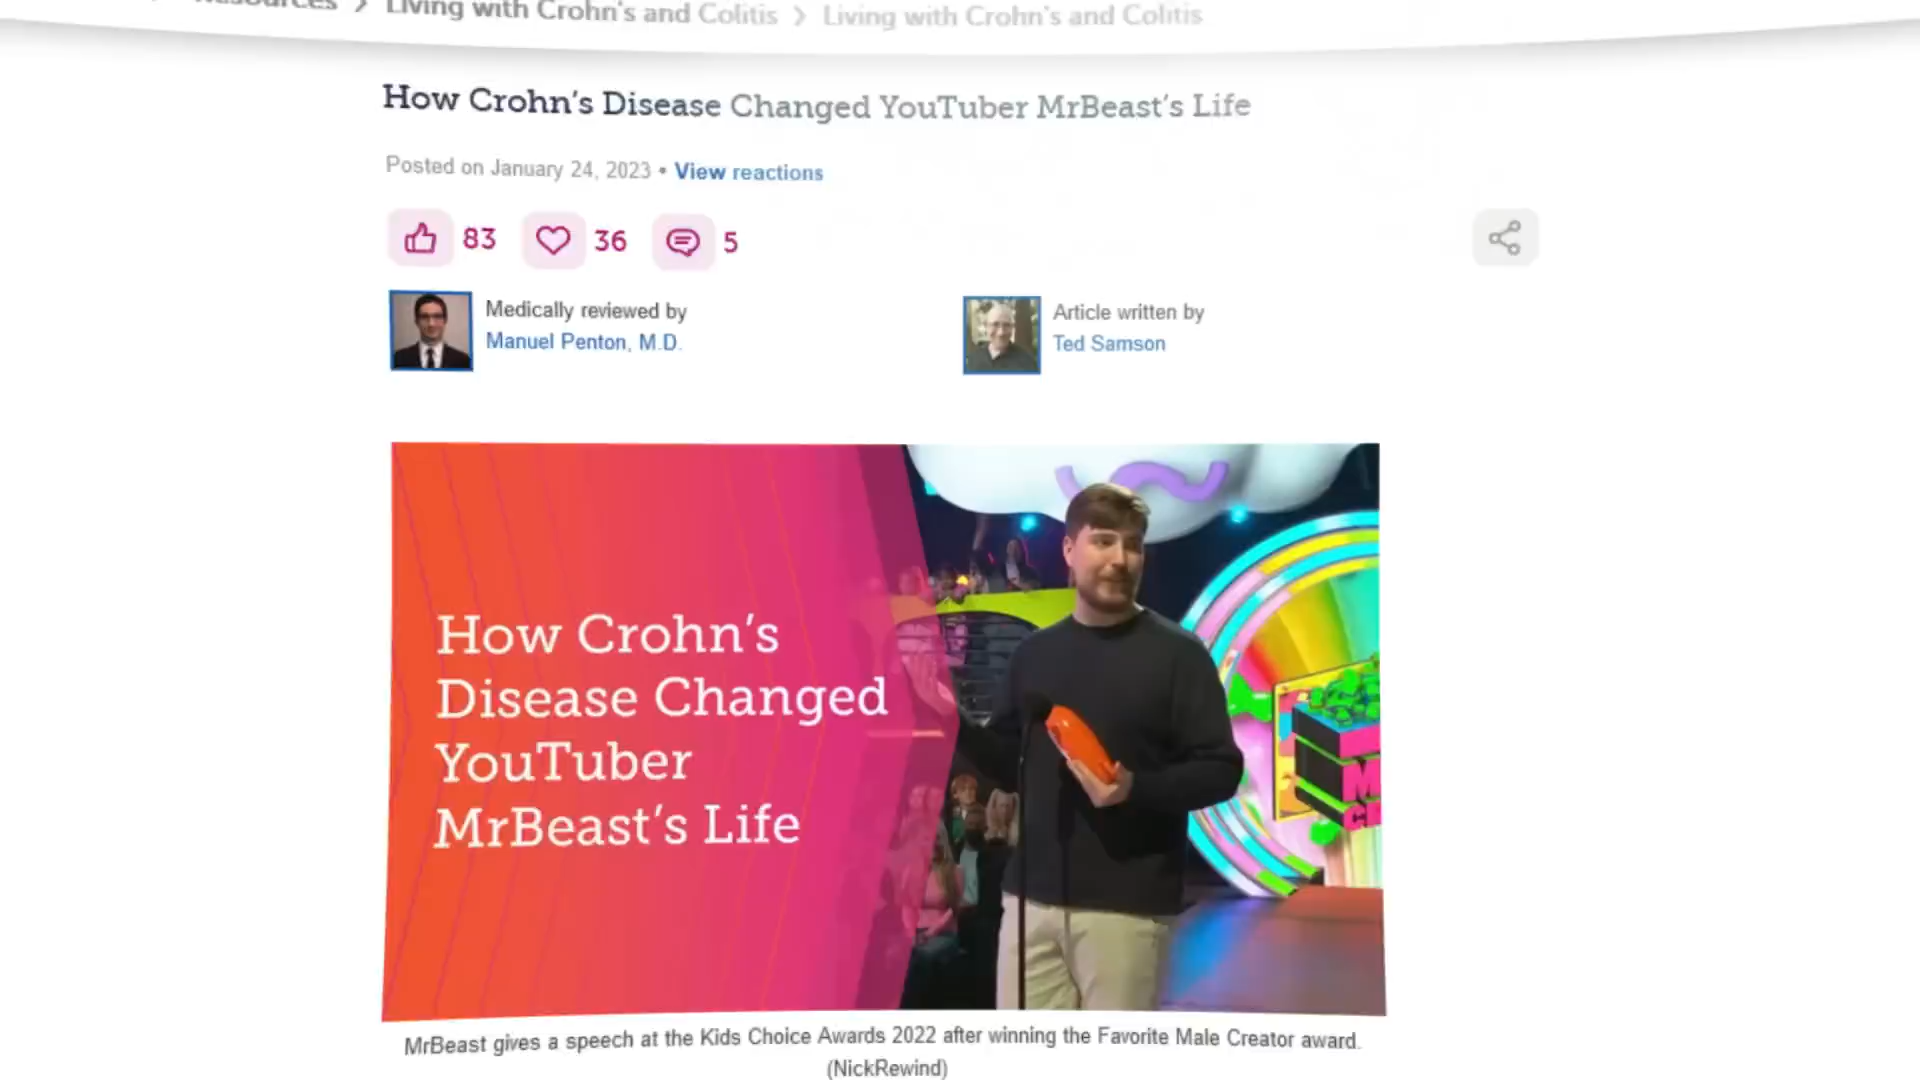 Resources > Living with Crohn's and Colitis > Living with Crohn's and Colitis
How Crohn's Disease Changed YouTuber MrBeast's Life
Posted on January 24, 2023 • View reactions
83 36 5
Medically reviewed by
Manuel Penton, M.D.
Article written by
Ted Samson
How Crohn's
Disease Changed
YouTuber
MrBeast's Life
MrBeast gives a speech at the Kids Choice Awards 2022 after winning the Favorite Male Creator award.
(NickRewind)